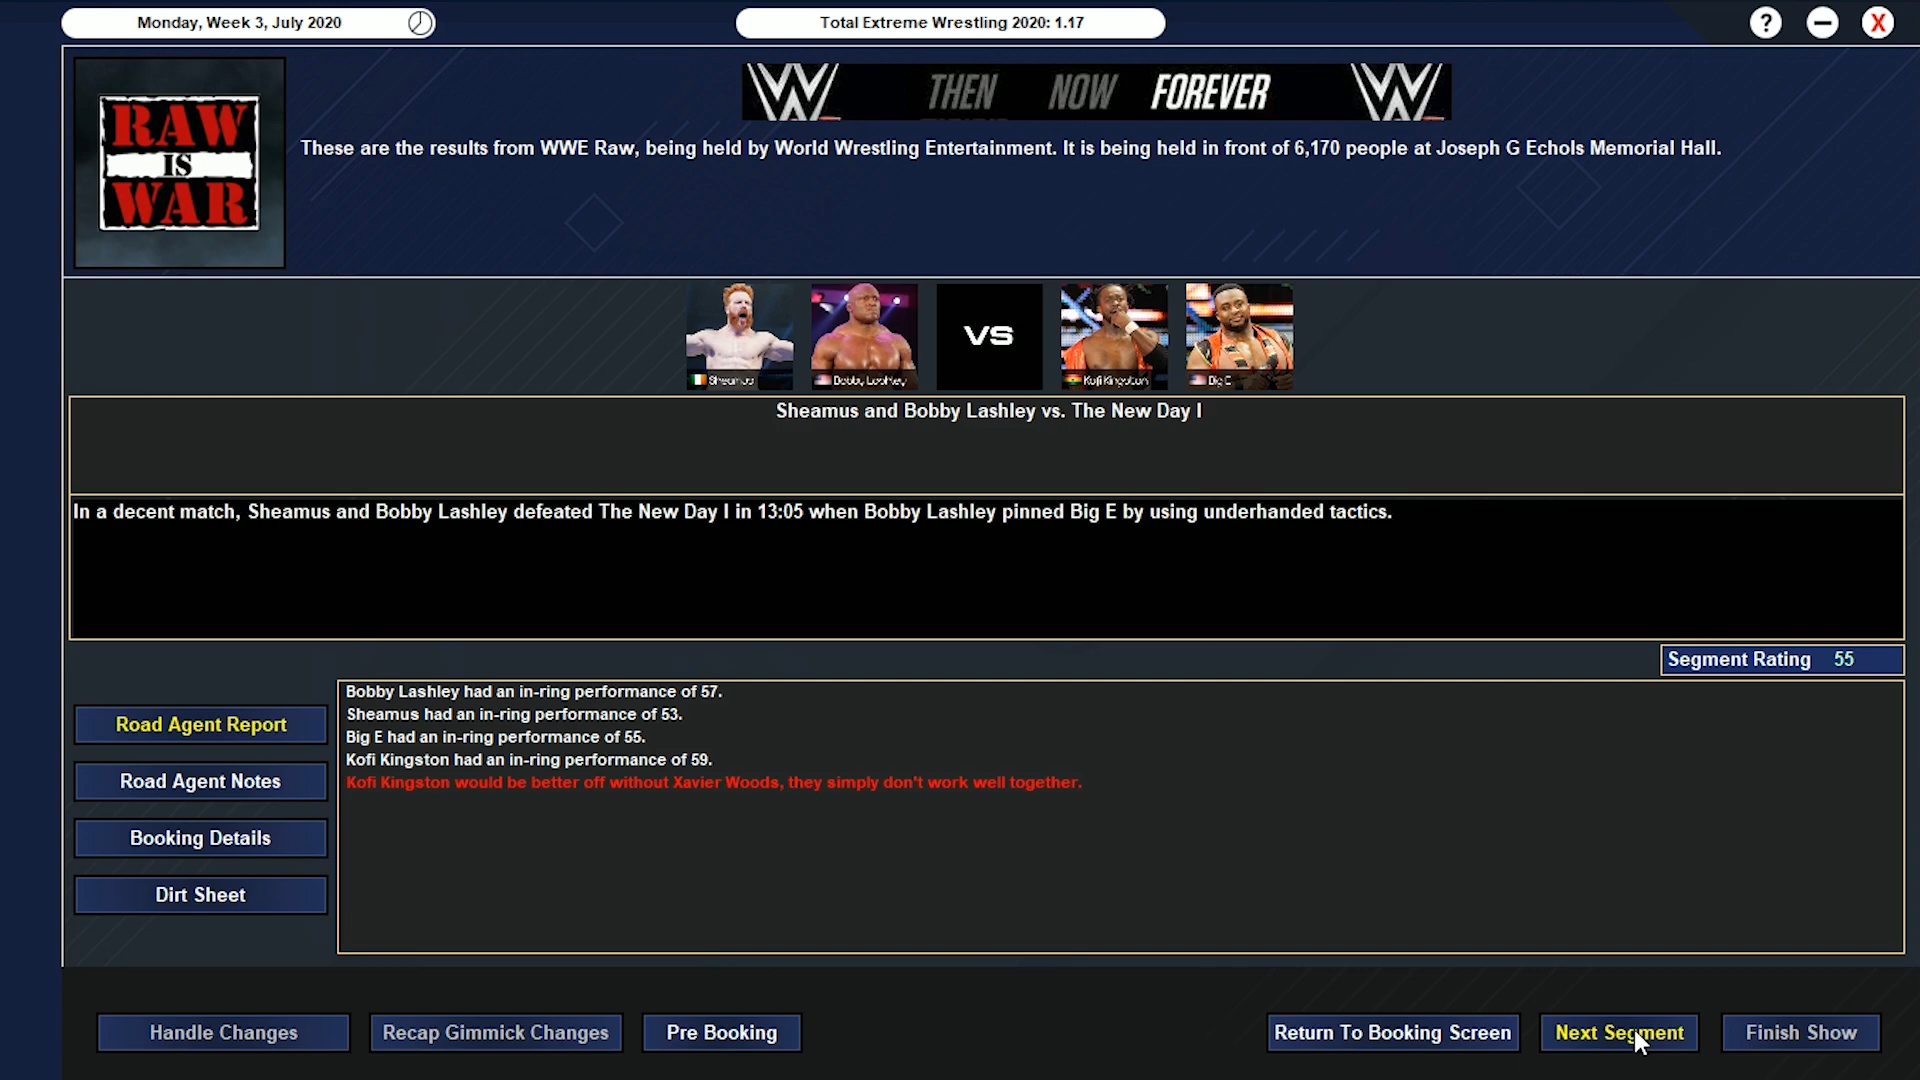 Monday, Week 3, July 2020
Total Extreme Wrestling 2020: 1.17
?
X
RAW
IS
WAR
THEN NOW FOREVER
These are the results from WWE Raw, being held by World Wrestling Entertainment. It is being held in front of 6,170 people at Joseph G Echols Memorial Hall.
Sheamus
Bobby Lashley
VS
Kofi Kingston
Big E
Sheamus and Bobby Lashley vs. The New Day I
In a decent match, Sheamus and Bobby Lashley defeated The New Day I in 13:05 when Bobby Lashley pinned Big E by using underhanded tactics.
Segment Rating 55
Road Agent Report
Road Agent Notes
Booking Details
Dirt Sheet
Bobby Lashley had an in-ring performance of 57.
Sheamus had an in-ring performance of 53.
Big E had an in-ring performance of 55.
Kofi Kingston had an in-ring performance of 59.
Kofi Kingston would be better off without Xavier Woods, they simply don't work well together.
Handle Changes
Recap Gimmick Changes
Pre Booking
Return To Booking Screen
Next Segment
Finish Show